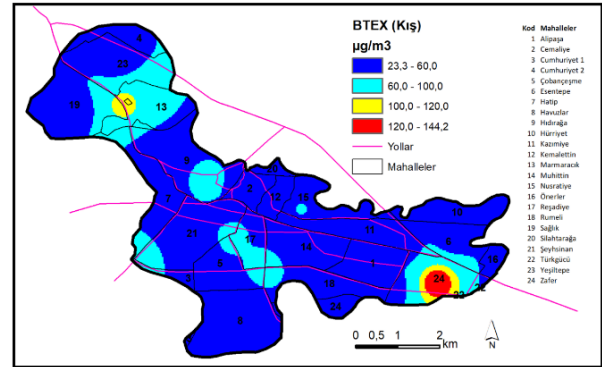 BTEX (Kış)
µg/m3
23,3 - 60,0
60,0 - 100,0
100,0 - 120,0
120,0 - 144,2
Yollar
Mahalleler
Kod Mahalleler
1 Alipaşa
2 Cemaliye
3 Cumhuriyet 1
4 Cumhuriyet 2
5 Çobançeşme
6 Esentepe
7 Hatip
8 Havuzlar
9 Hıdırağa
10 Hürriyet
11 Kazımiye
12 Kemalettin
13 Marmaracık
14 Muhittin
15 Nusratiye
16 Önerler
17 Reşadiye
18 Rumeli
19 Sağlık
20 Silahtarağa
21 Şeyhsinan
22 Türkgücü
23 Yeşiltepe
24 Zafer
4
23
19
13
9
20
2
12
15
7
10
21
17
11
6
14
5
1
24
22
18
24
5
0 0,5 1 2
km
N